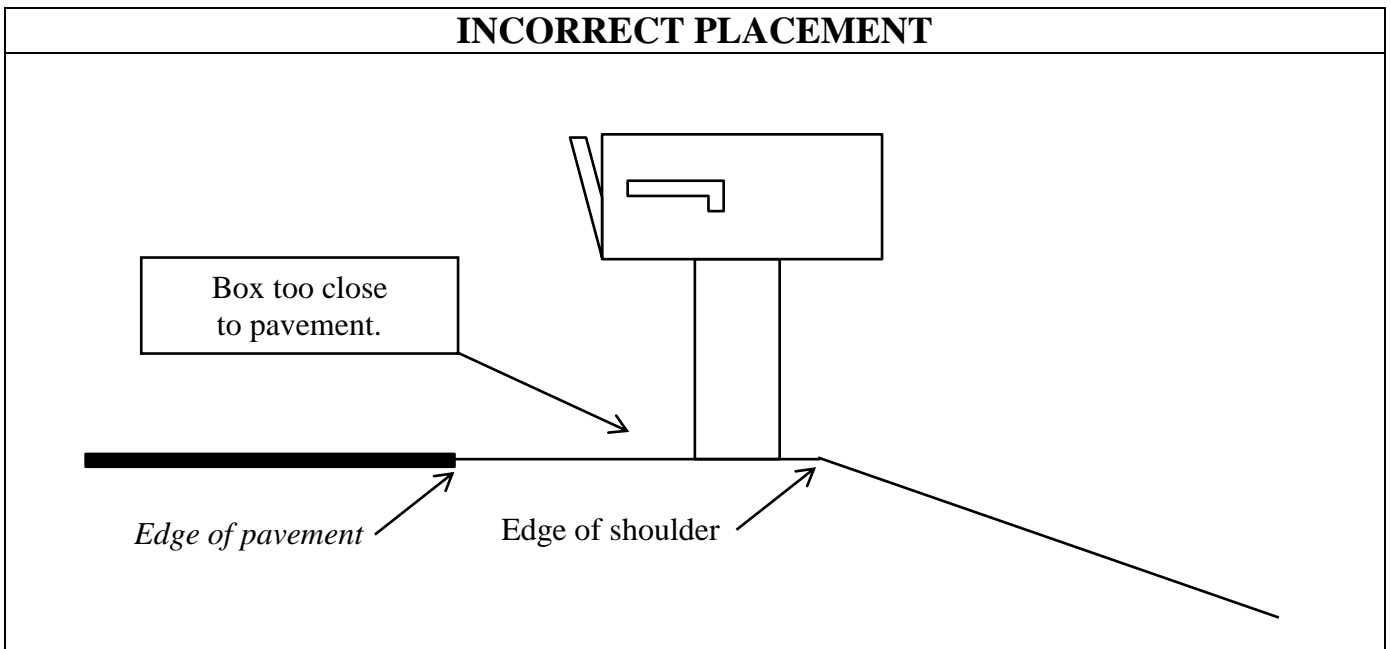 INCORRECT PLACEMENT
Box too close
to pavement.
Edge of pavement
Edge of shoulder